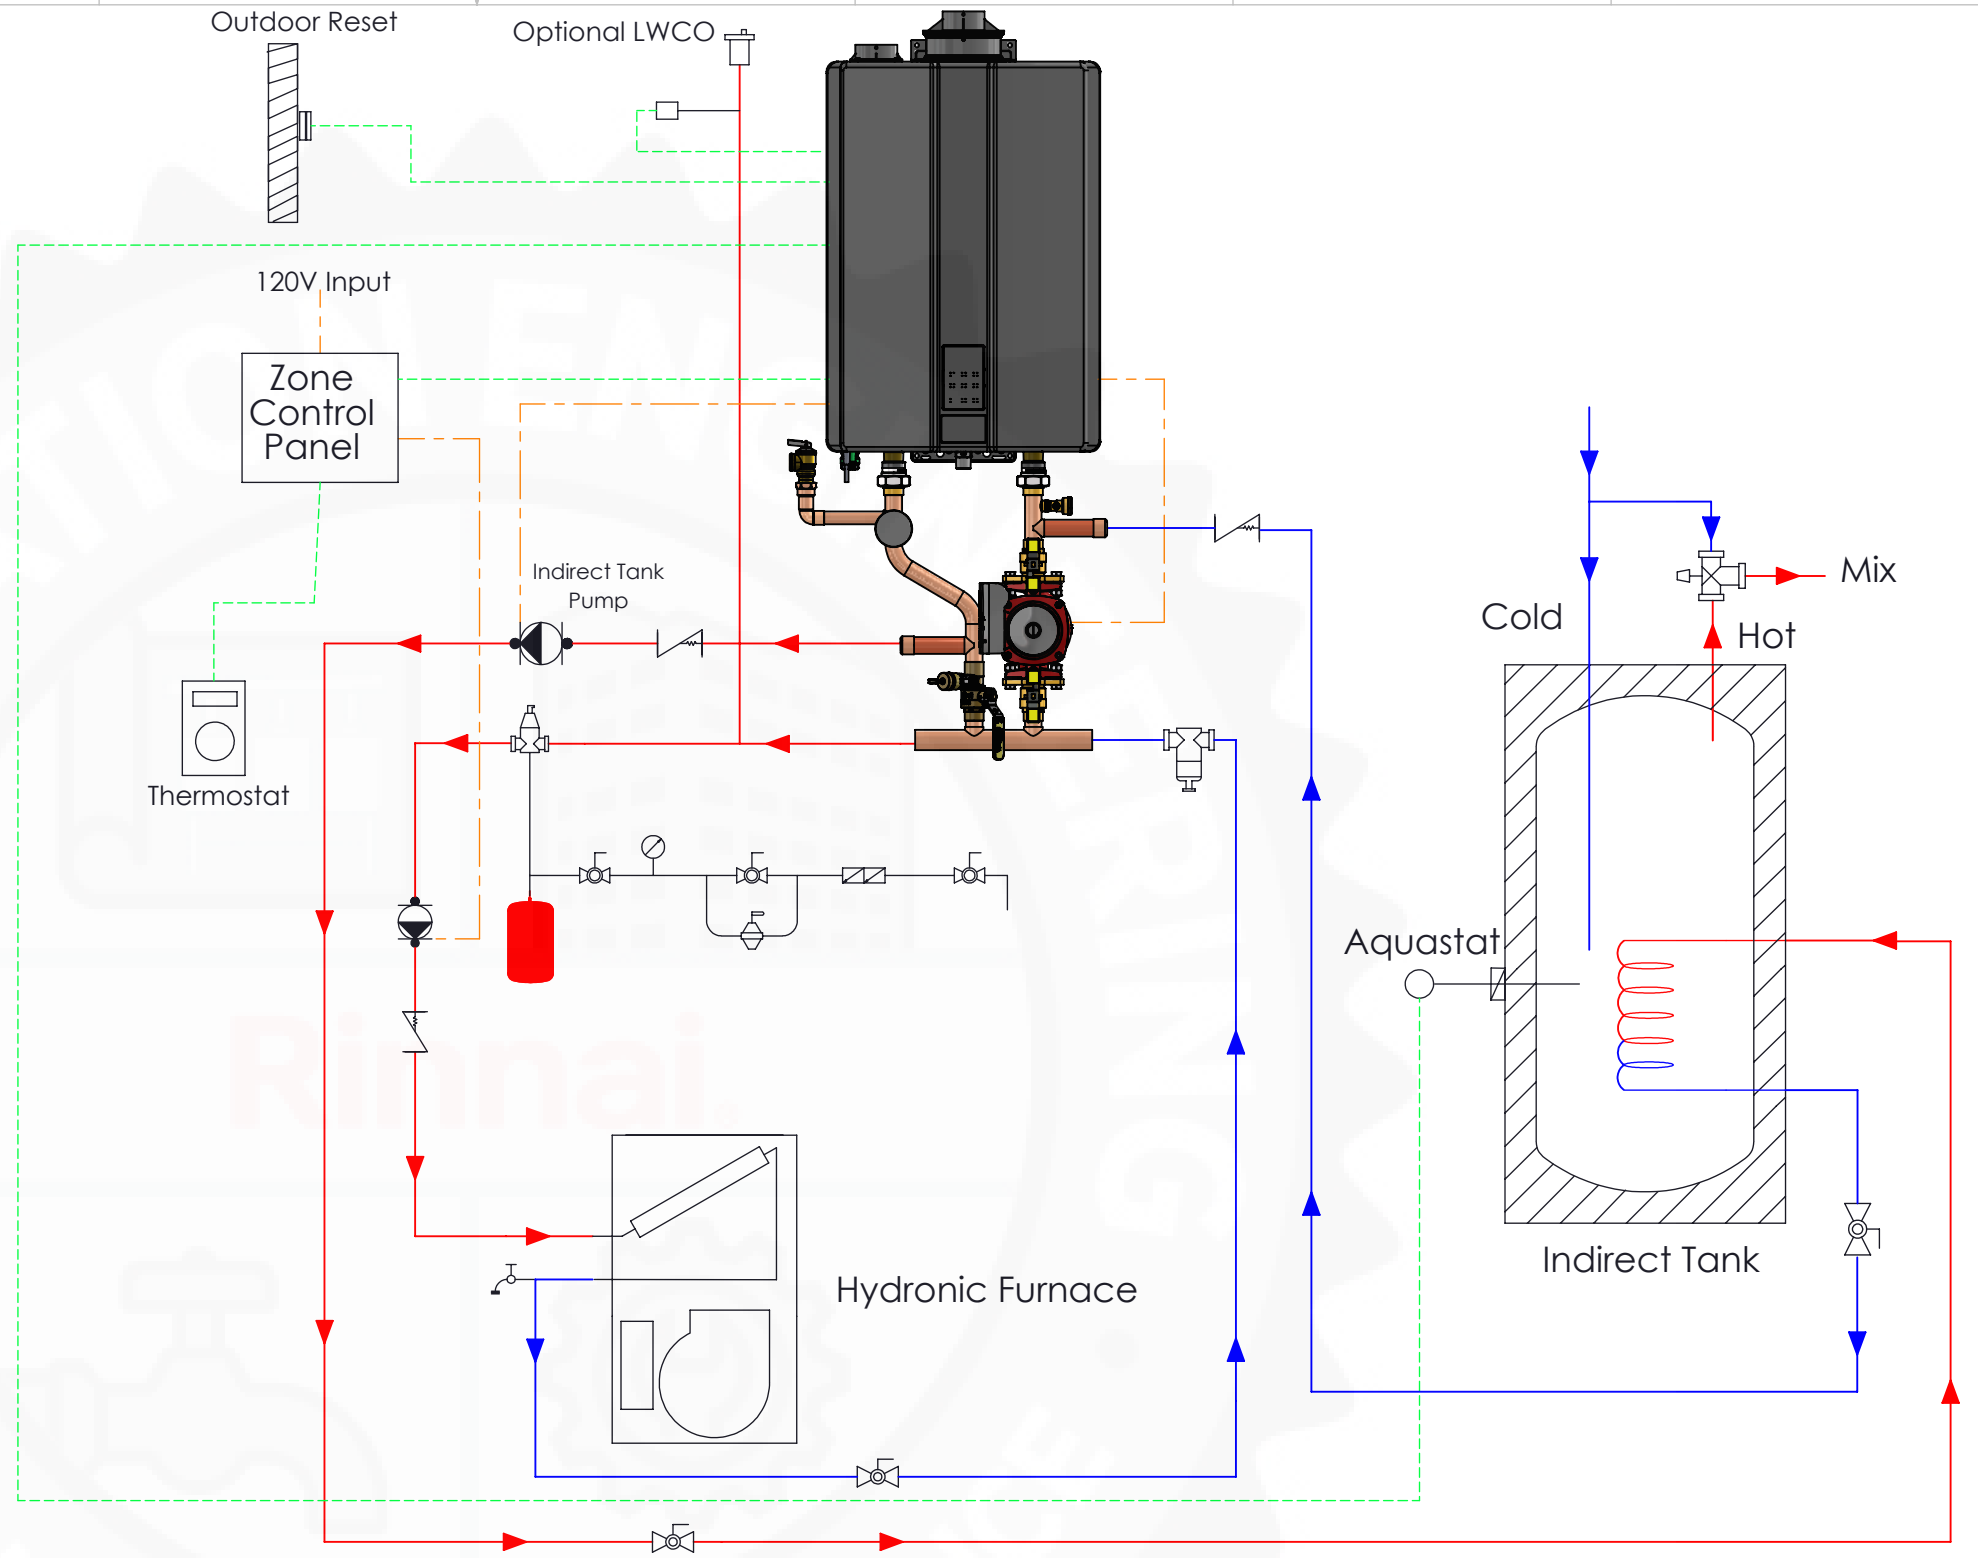 Outdoor Reset
Optional LWCO
120V Input
Zone
Control
Panel
Indirect Tank
Pump
Thermostat
Cold
Mix
Hot
Aquastat
Rinnai
Indirect Tank
Hydronic Furnace